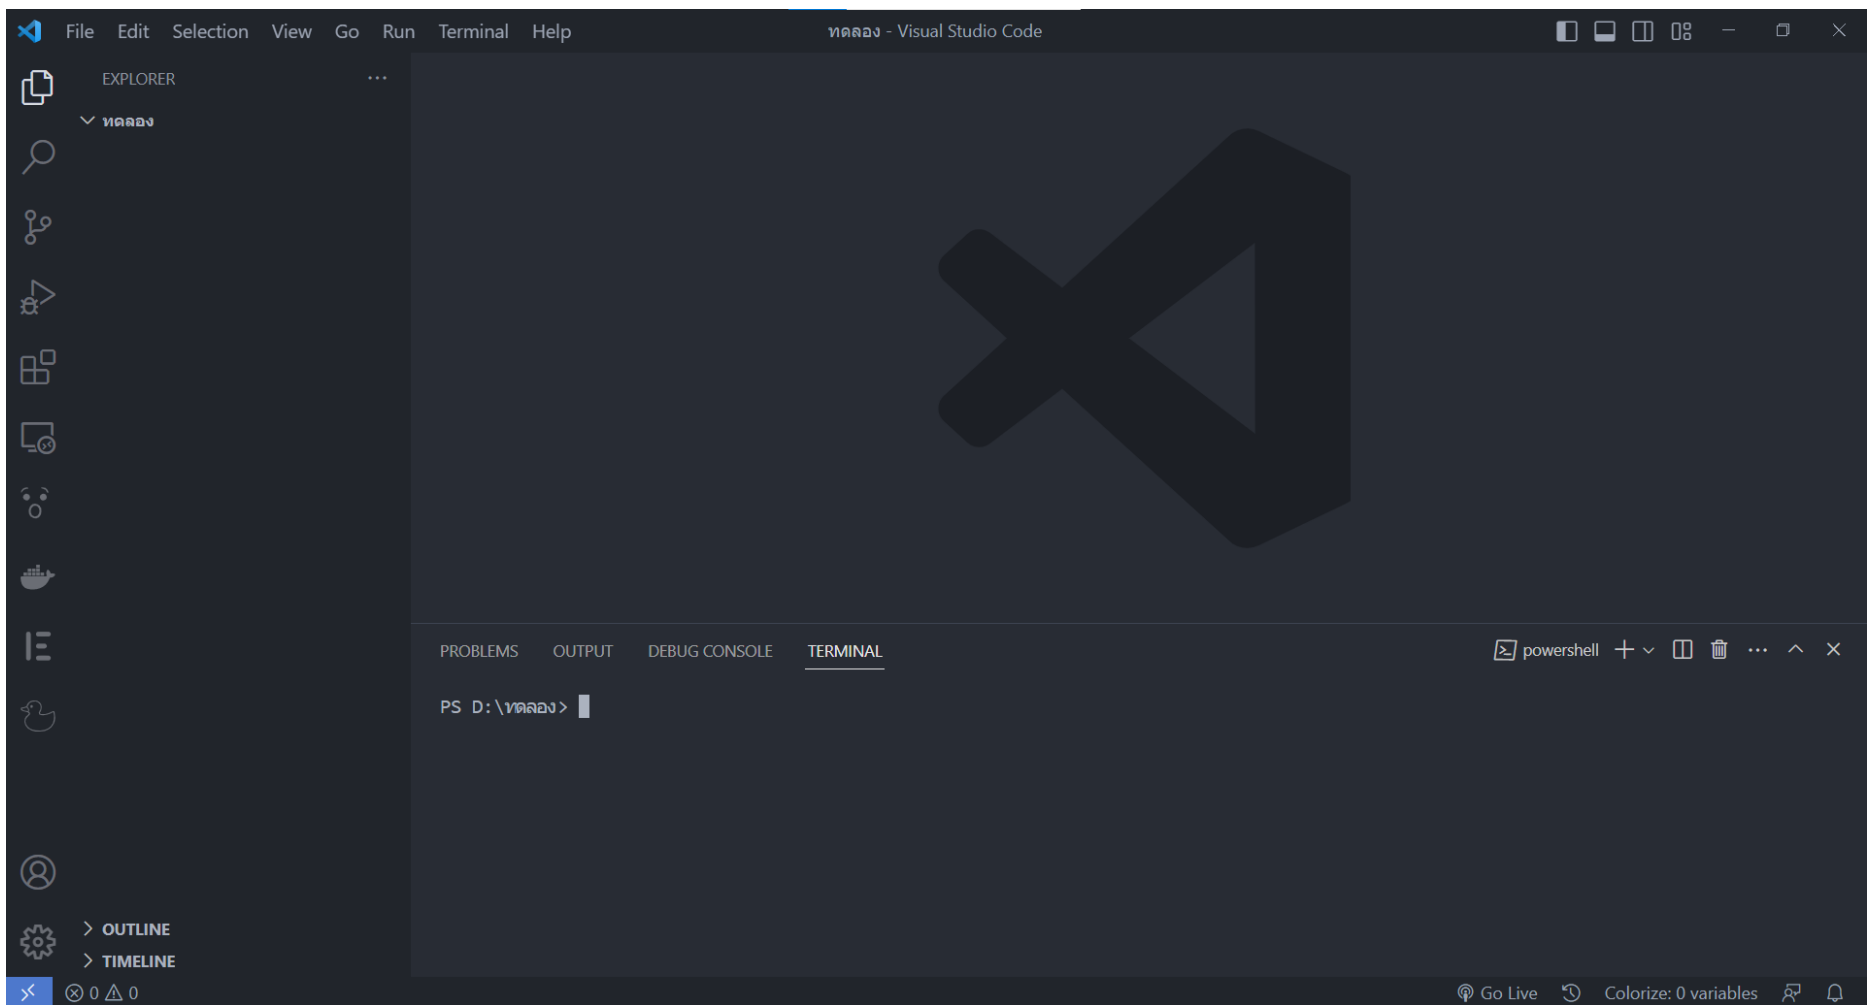 File Edit Selection View Go Run Terminal Help
ทดลอง - Visual Studio Code
EXPLORER
ทดลอง
PROBLEMS OUTPUT DEBUG CONSOLE TERMINAL
powershell
PS D:\ทดลอง>
OUTLINE
TIMELINE
0 0
Go Live
Colorize: 0 variables